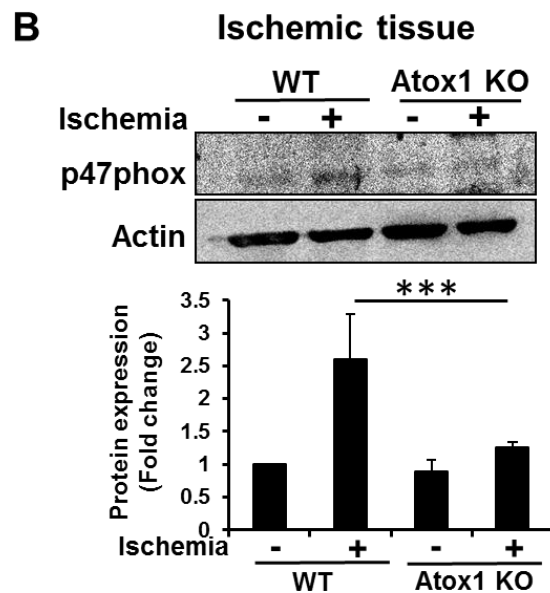 B
Ischemic tissue
WT Atox1 KO
Ischemia - + - +
p47phox
Actin
***
Protein expression
(Fold change)
3.5
3
2.5
2
1.5
1
0.5
0
Ischemia - + - +
WT Atox1 KO